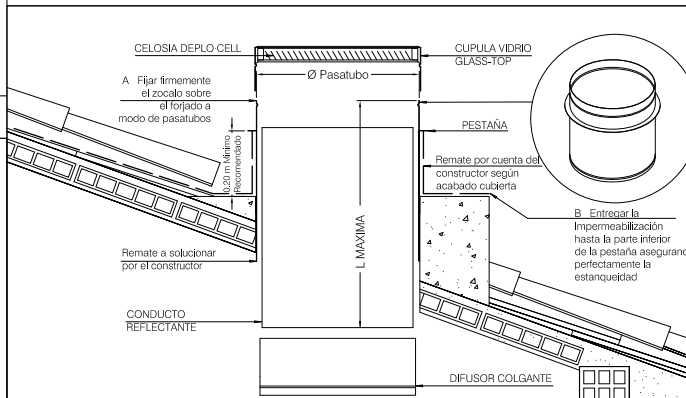 CELOSIA DEPLO-CELL
CUPULA VIDRIO
GLASS-TOP
Ø Pasatubo
A Fijar firmemente
el zocalo sobre
el forjado a
modo de pasatubos
PESTAÑA
0,20 m Mínimo
Recomendado
Remate por cuenta del
constructor según
acabado cubierta
L MAXIMA
B Entregar la
Impermeabilización
hasta la parte inferior
de la pestaña asegurando
perfectamente la
estanqueidad
Remate a solucionar
por el constructor
CONDUCTO
REFLECTANTE
DIFUSOR COLGANTE